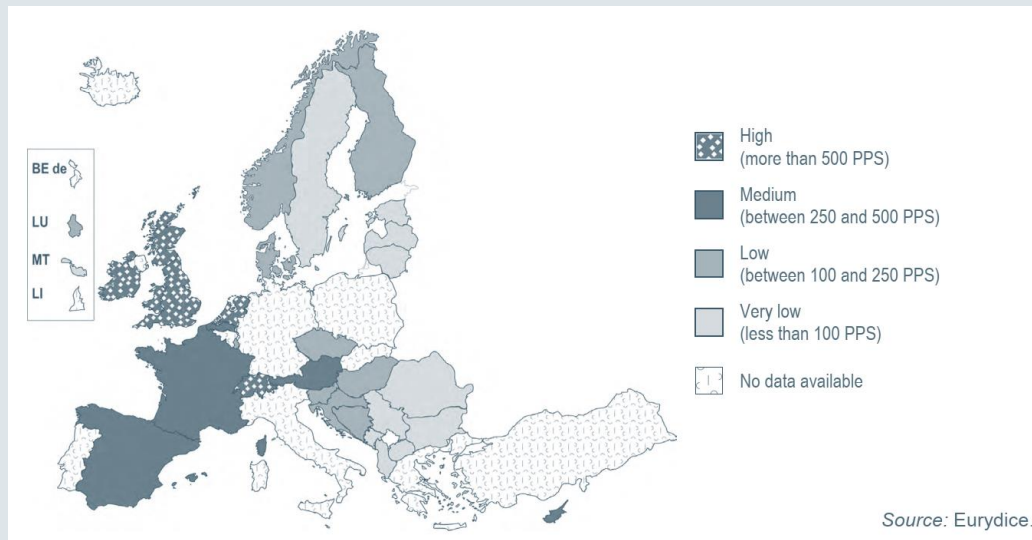 BE de
LU
MT
LI
High
(more than 500 PPS)
Medium
(between 250 and 500 PPS)
Low
(between 100 and 250 PPS)
Very low
(less than 100 PPS)
No data available
Source: Eurydice.